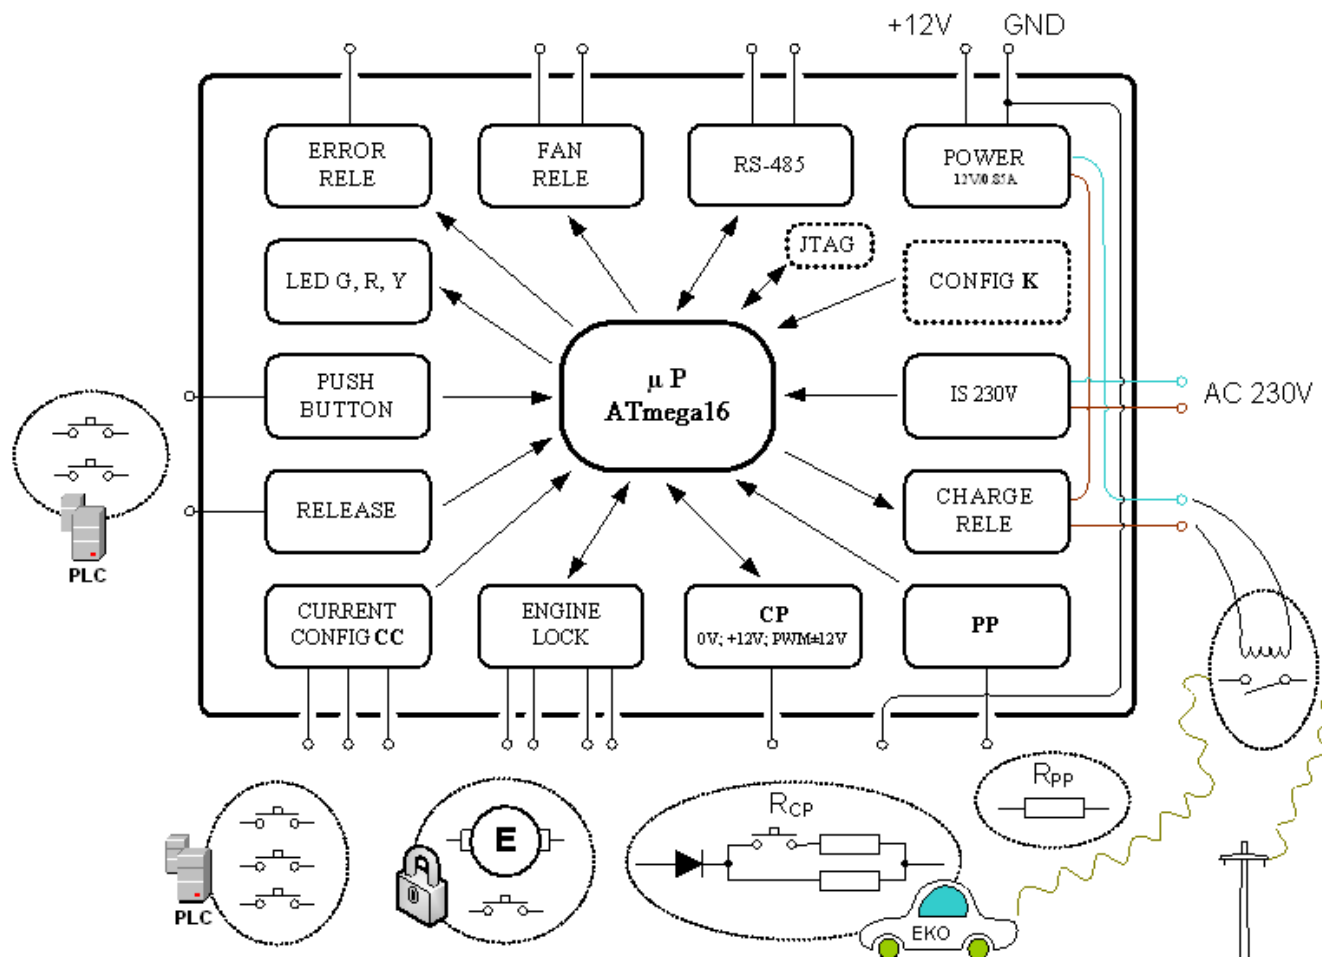 +12V GND
ERROR
RELE
FAN
RELE
RS-485
POWER
12V/0.85A
JTAG
LED G, R, Y
CONFIG K
PUSH
BUTTON
µ P
ATmega16
IS 230V
AC 230V
RELEASE
CHARGE
RELE
PLC
CURRENT
CONFIG CC
ENGINE
LOCK
CP
0V; +12V; PWM±12V
PP
RPP
RCP
E
0
PLC
EKO